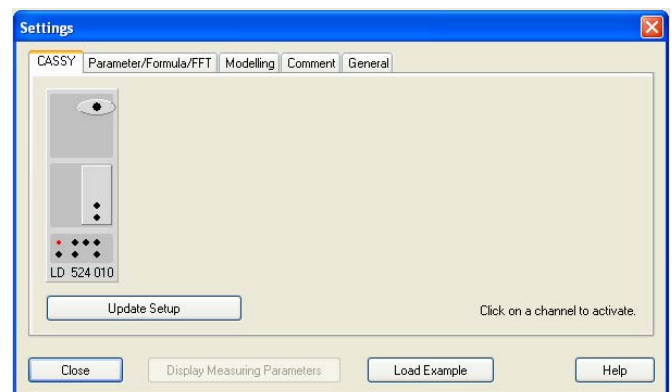 Settings
CASSY Parameter/Formula/FFT Modelling Comment General
LD 524 010
Update Setup Click on a channel to activate.
Close Display Measuring Parameters Load Example Help